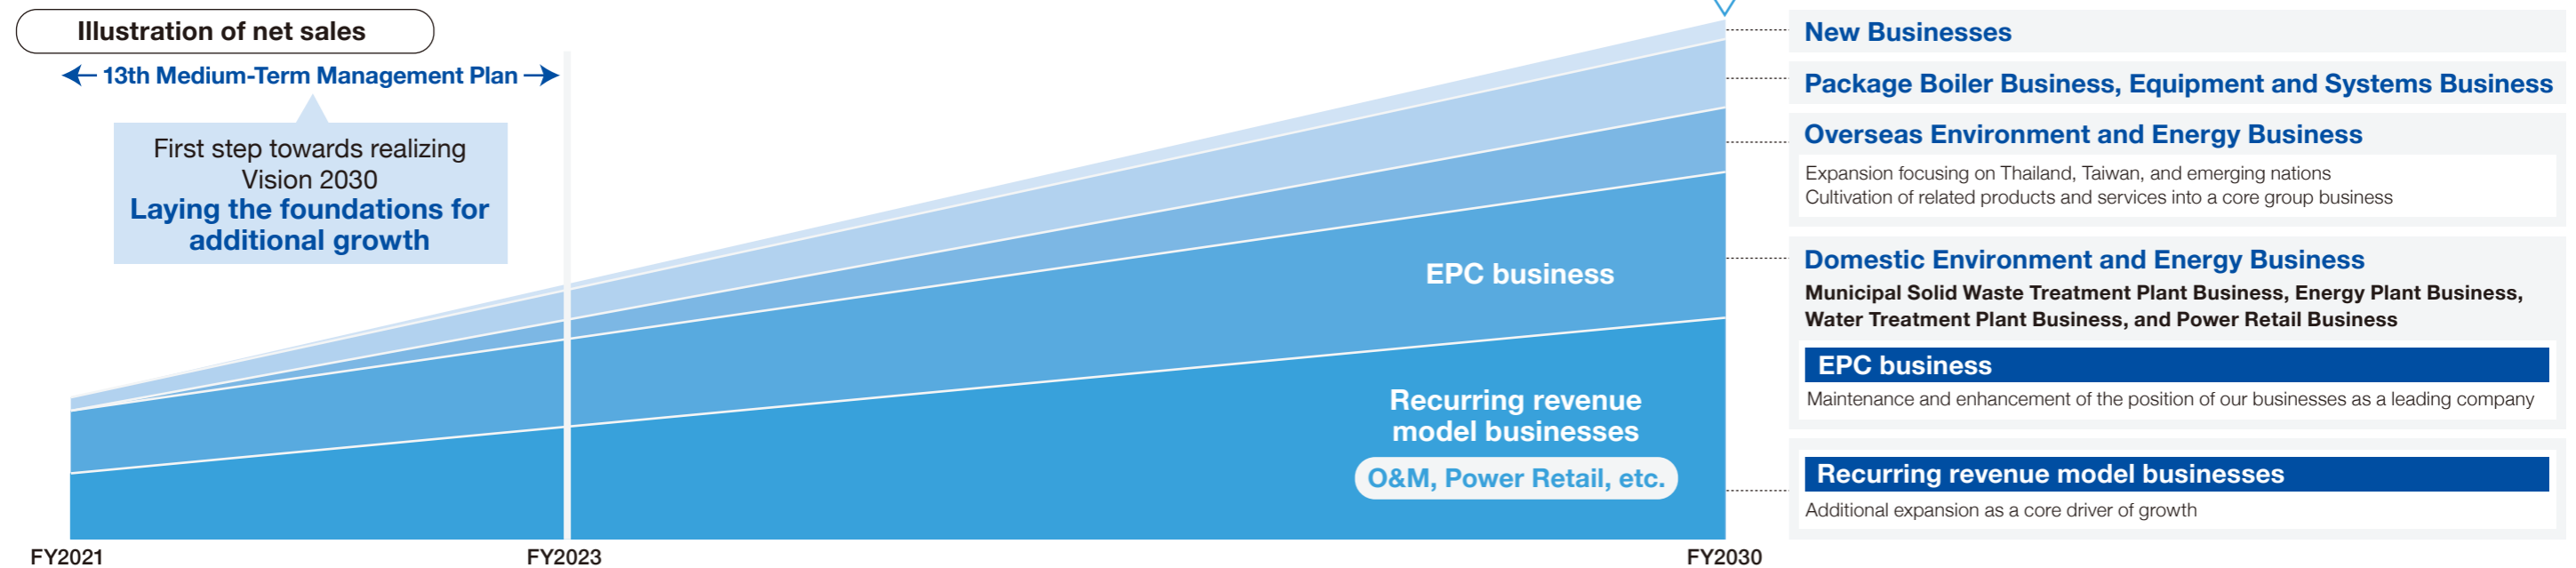 Illustration of net sales
13th Medium-Term Management Plan
First step towards realizing
Vision 2030
Laying the foundations for
additional growth
EPC business
Recurring revenue
model businesses
O&M, Power Retail, etc.
FY2021
FY2023
FY2030
New Businesses
Package Boiler Business, Equipment and Systems Business
Overseas Environment and Energy Business
Expansion focusing on Thailand, Taiwan, and emerging nations
Cultivation of related products and services into a core group business
Domestic Environment and Energy Business
Municipal Solid Waste Treatment Plant Business, Energy Plant Business,
Water Treatment Plant Business, and Power Retail Business
EPC business
Maintenance and enhancement of the position of our businesses as a leading company
Recurring revenue model businesses
Additional expansion as a core driver of growth